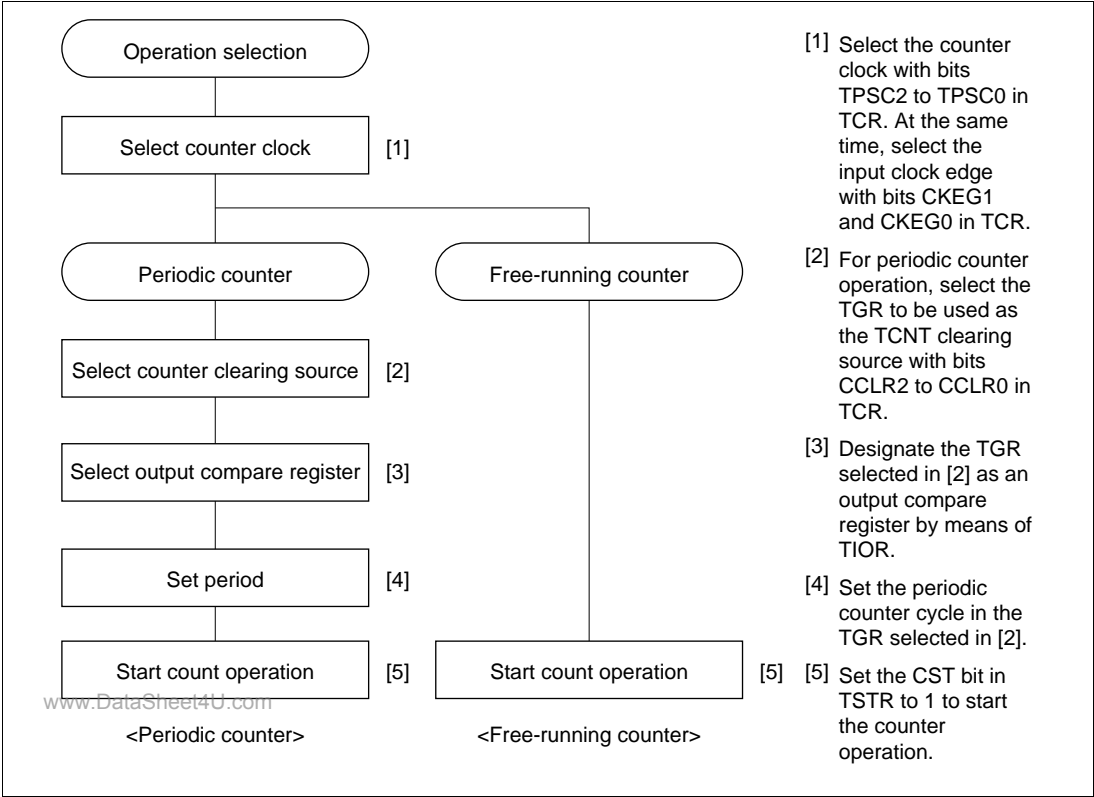 Operation selection
Select counter clock
[1]
Periodic counter
Free-running counter
Select counter clearing source
[2]
Select output compare register
[3]
Set period
[4]
Start count operation
[5]
Start count operation
[5]
www.DataSheet4U.com
<Periodic counter>
<Free-running counter>
[1] Select the counter
clock with bits
TPSC2 to TPSC0 in
TCR. At the same
time, select the
input clock edge
with bits CKEG1
and CKEG0 in TCR.
[2] For periodic counter
operation, select the
TGR to be used as
the TCNT clearing
source with bits
CCLR2 to CCLR0 in
TCR.
[3] Designate the TGR
selected in [2] as an
output compare
register by means of
TIOR.
[4] Set the periodic
counter cycle in the
TGR selected in [2].
[5] Set the CST bit in
TSTR to 1 to start
the counter
operation.